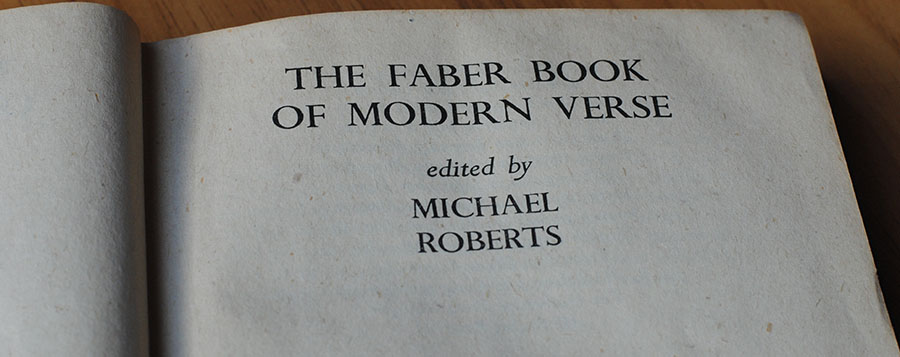 THE FABER BOOK
OF MODERN VERSE
edited by
MICHAEL
ROBERTS